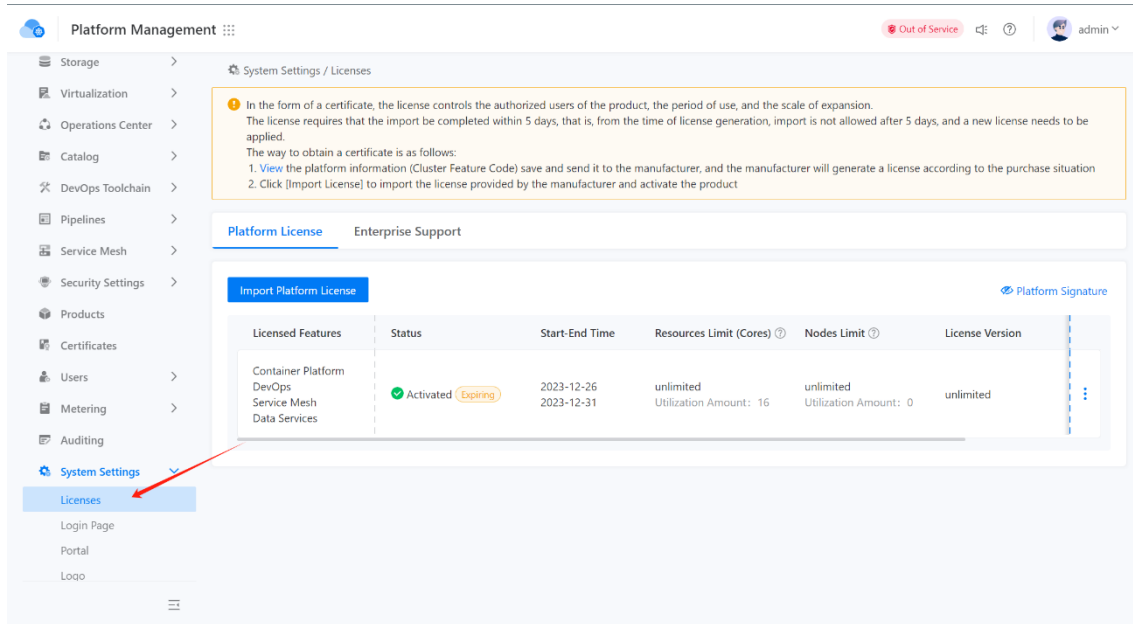 Platform Management
Out of Service
admin
Storage
Virtualization
Operations Center
Catalog
DevOps Toolchain
Pipelines
Service Mesh
Security Settings
Products
Certificates
Users
Metering
Auditing
System Settings
Licenses
Login Page
Portal
Logo
System Settings / Licenses
In the form of a certificate, the license controls the authorized users of the product, the period of use, and the scale of expansion.
The license requires that the import be completed within 5 days, that is, from the time of license generation, import is not allowed after 5 days, and a new license needs to be
applied.
The way to obtain a certificate is as follows:
1. View the platform information (Cluster Feature Code) save and send it to the manufacturer, and the manufacturer will generate a license according to the purchase situation
2. Click [Import License] to import the license provided by the manufacturer and activate the product
Platform License Enterprise Support
Import Platform License
Platform Signature
Licensed Features Status Start-End Time Resources Limit (Cores) Nodes Limit License Version
Container Platform
DevOps
Service Mesh
Data Services
Activated Expiring
2023-12-26
2023-12-31
unlimited
Utilization Amount: 16
unlimited
Utilization Amount: 0
unlimited